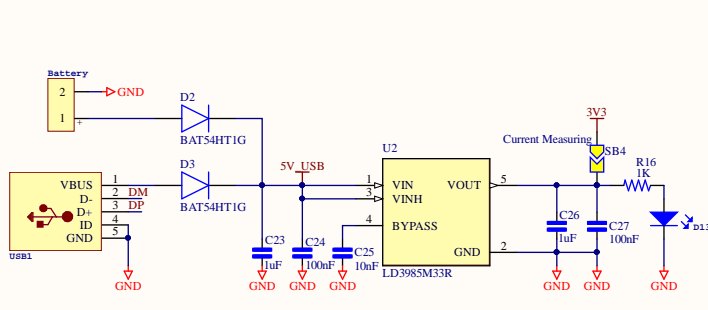 Battery
2
GND
1
+
D2
BAT54HT1G
3V3
Current Measuring
SB4
U2
R16
1K
D3
5V_USB
VBUS 1
D- 2 DM
D+ 3 DP
ID 4
GND 5
BAT54HT1G
1 VIN
3 VINH
VOUT 5
4 BYPASS
GND 2
C26
1uF
C27
100nF
D13
C23
1uF
C24
100nF
C25
10nF
LD3985M33R
USB1
GND
GND
GND
GND
GND
GND
GND